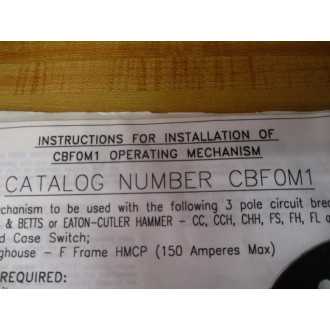 INSTRUCTIONS FOR INSTALLATION OF
CBFOM1 OPERATING MECHANISM
CATALOG NUMBER CBFOM1
chanism to be used with the following 3 pole circuit brea
& BETTS or EATON-CUTLER HAMMER - CC, CCH, CHH, FS, FH, FL a
d Case Switch;
ghouse - F Frame HMCP (150 Amperes Max)
REQUIRED: